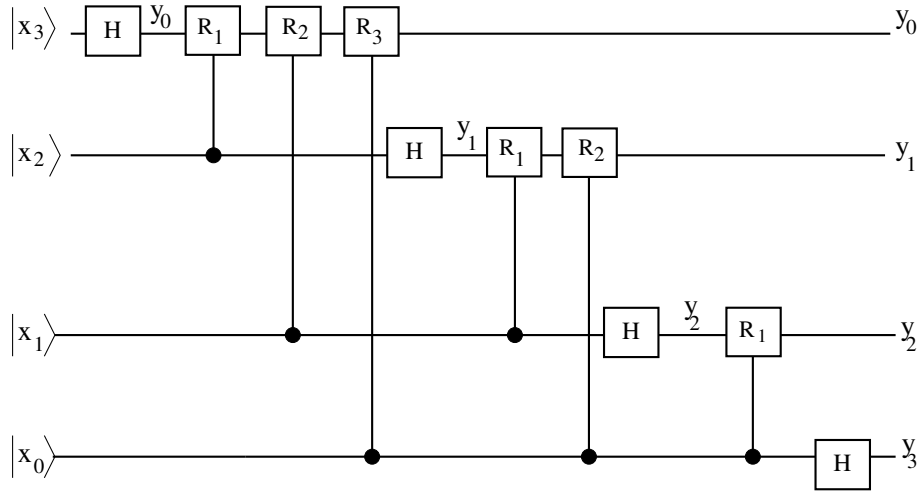 |x₃⟩ H y₀ R₁ R₂ R₃ y₀
|x₂⟩ H y₁ R₁ R₂ y₁
|x₁⟩ H y₂ R₁ y₂
|x₀⟩ H y₃